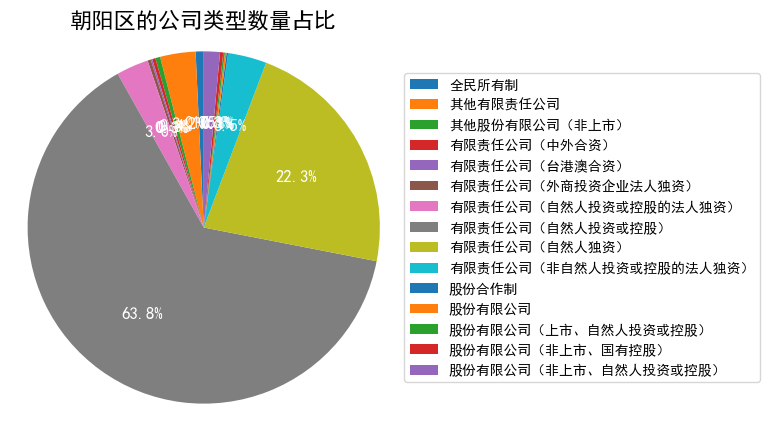 朝阳区的公司类型数量占比
22.3%
63.8%
全民所有制
其他有限责任公司
其他股份有限公司（非上市）
有限责任公司（中外合资）
有限责任公司（台港澳合资）
有限责任公司（外商投资企业法人独资）
有限责任公司（自然人投资或控股的法人独资）
有限责任公司（自然人投资或控股）
有限责任公司（自然人独资）
有限责任公司（非自然人投资或控股的法人独资）
股份合作制
股份有限公司
股份有限公司（上市、自然人投资或控股）
股份有限公司（非上市、国有控股）
股份有限公司（非上市、自然人投资或控股）